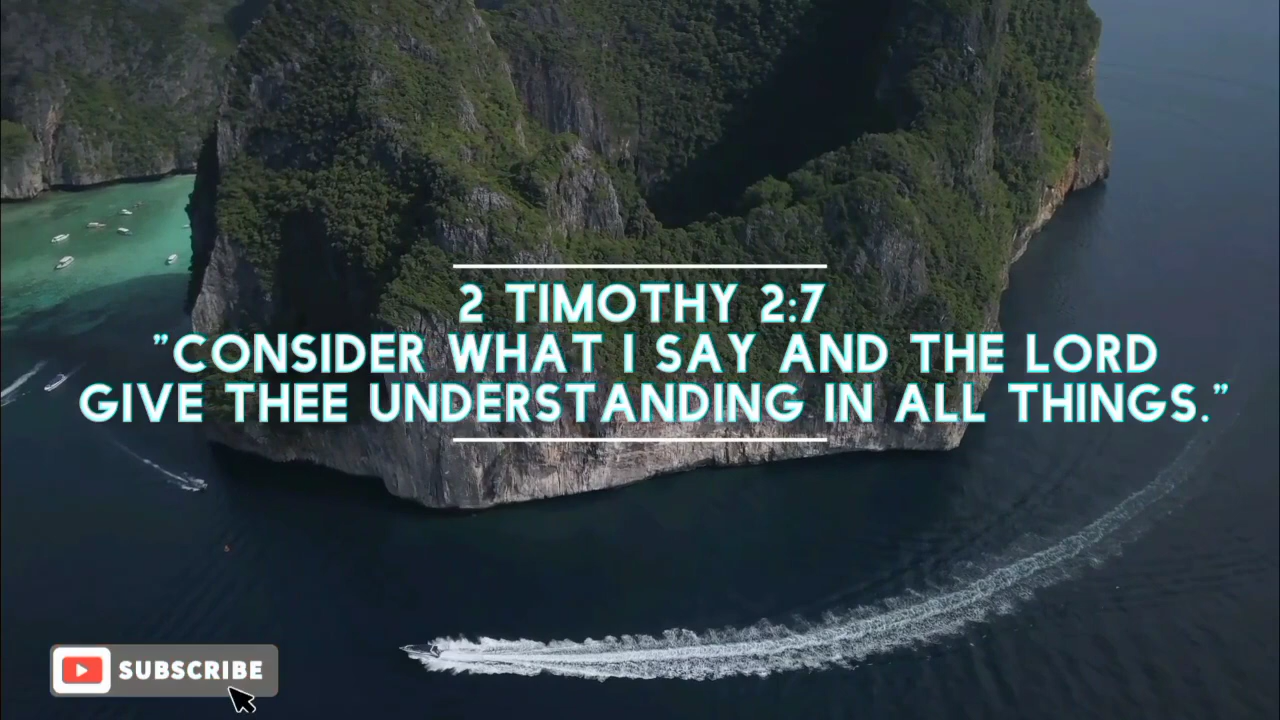 2 TIMOTHY 2:7
"CONSIDER WHAT I SAY AND THE LORD
GIVE THEE UNDERSTANDING IN ALL THINGS."
SUBSCRIBE